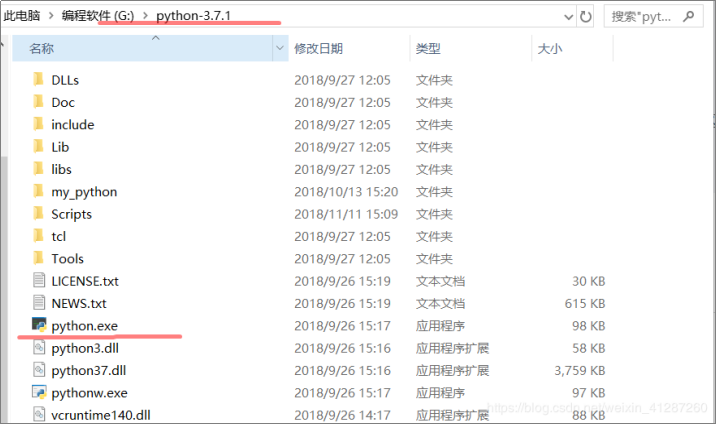 此电脑 > 编程软件 (G:) > python-3.7.1 搜索"pyt...
名称 修改日期 类型 大小
DLLs 2018/9/27 12:05 文件夹
Doc 2018/9/27 12:05 文件夹
include 2018/9/27 12:05 文件夹
Lib 2018/9/27 12:05 文件夹
libs 2018/9/27 12:05 文件夹
my_python 2018/10/13 15:20 文件夹
Scripts 2018/11/11 15:09 文件夹
tcl 2018/9/27 12:05 文件夹
Tools 2018/9/27 12:05 文件夹
LICENSE.txt 2018/9/26 15:19 文本文档 30 KB
NEWS.txt 2018/9/26 15:19 文本文档 615 KB
python.exe 2018/9/26 15:17 应用程序 98 KB
python3.dll 2018/9/26 15:16 应用程序扩展 58 KB
python37.dll 2018/9/26 15:16 应用程序扩展 3,759 KB
pythonw.exe 2018/9/26 15:17 应用程序 97 KB
vcruntime140.dll 2018/9/26 14:17 应用程序扩展 88 KB
https://blog.csdn.net/weixin_41287260